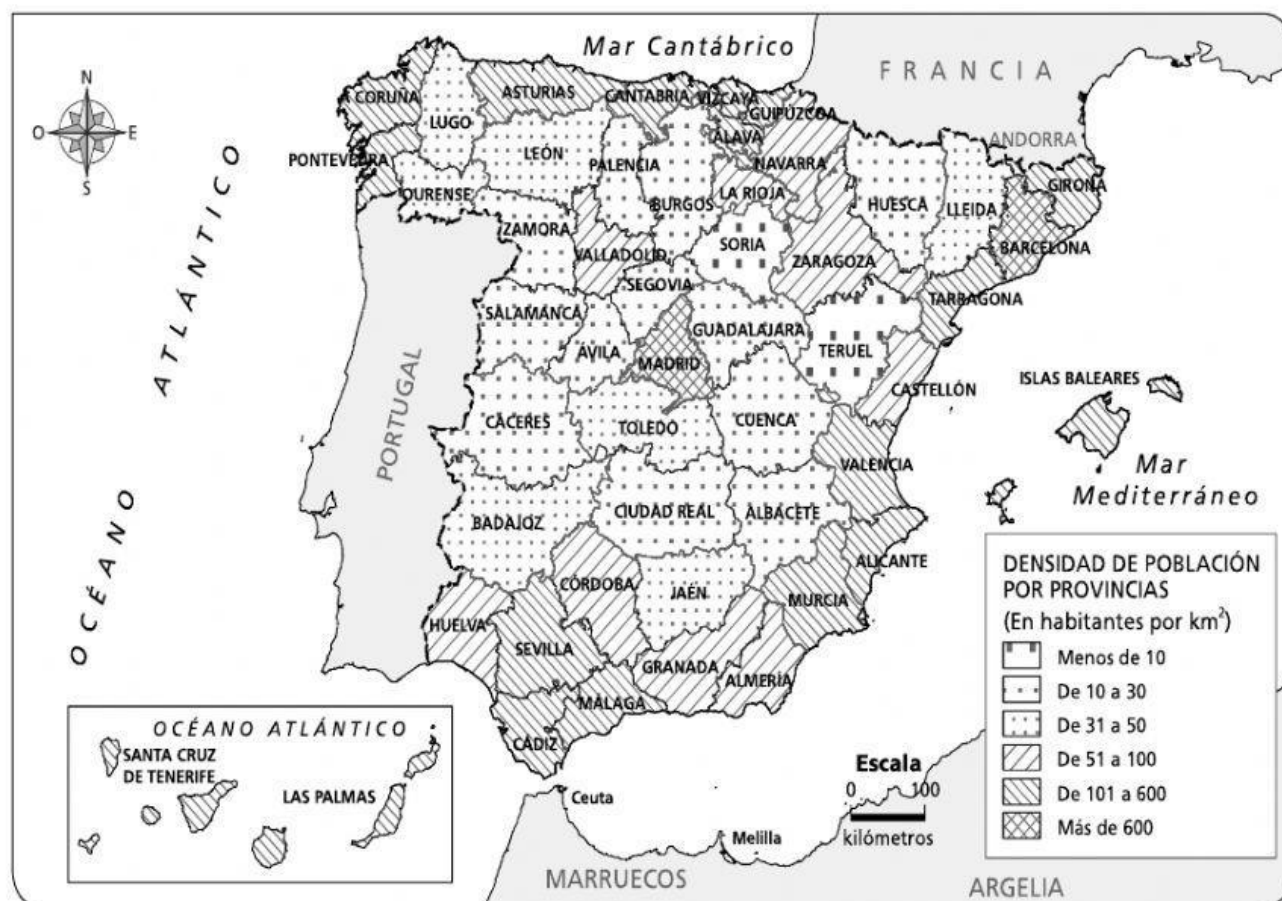 Mar Cantábrico
FRANCIA
N
O
E
S
ANDORRA
OCÉANO ATLÁNTICO
PORTUGAL
A CORUÑA
LUGO
ASTURIAS
CANTABRIA
VIZCAYA
GUIPÚZCOA
ÁLAVA
NAVARRA
PONTEVEDRA
OURENSE
LEÓN
PALENCIA
BURGOS
LA RIOJA
HUESCA
LLEIDA
GIRONA
BARCELONA
ZAMORA
VALLADOLID
SORIA
ZARAGOZA
TARRAGONA
SEGOVIA
SALAMANCA
ÁVILA
MADRID
GUADALAJARA
TERUEL
CASTELLÓN
ISLAS BALEARES
CÁCERES
TOLEDO
CUENCA
VALENCIA
Mar
Mediterráneo
BADAJOZ
CIUDAD REAL
ALBACETE
ALICANTE
CÓRDOBA
JAÉN
MURCIA
HUELVA
SEVILLA
GRANADA
ALMERÍA
MÁLAGA
CÁDIZ
DENSIDAD DE POBLACIÓN
POR PROVINCIAS
(En habitantes por km²)
Menos de 10
De 10 a 30
De 31 a 50
De 51 a 100
De 101 a 600
Más de 600
OCÉANO ATLÁNTICO
SANTA CRUZ
DE TENERIFE
LAS PALMAS
Ceuta
Melilla
Escala
0 100
kilómetros
MARRUECOS
ARGELIA